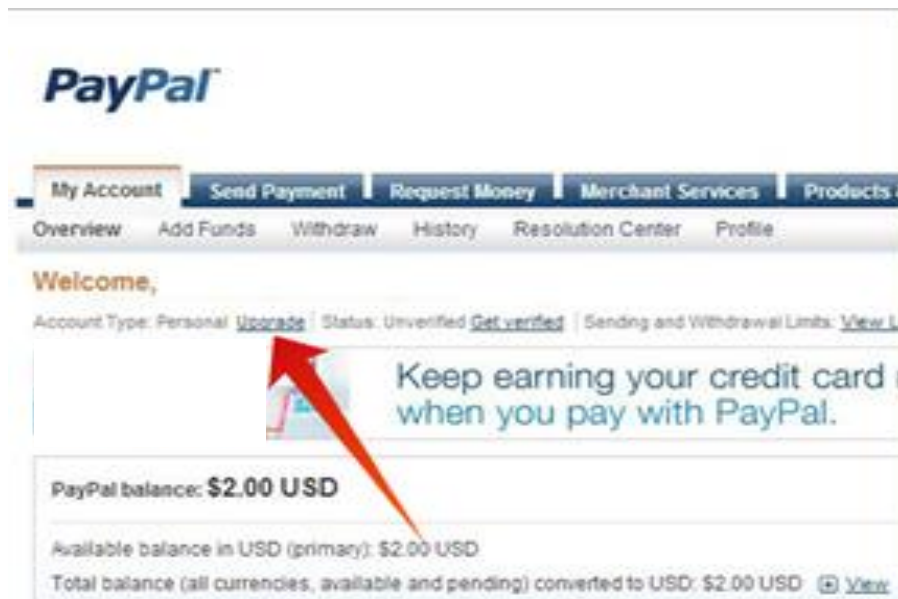 PayPal
My Account Send Payment Request Money Merchant Services Products
Overview Add Funds Withdraw History Resolution Center Profile
Welcome,
Account Type: Personal Upgrade Status: Unverified Get verified Sending and Withdrawal Limits: View
Keep earning your credit card
when you pay with PayPal.
PayPal balance: $2.00 USD
Available balance in USD (primary): $2.00 USD
Total balance (all currencies, available and pending) converted to USD: $2.00 USD View